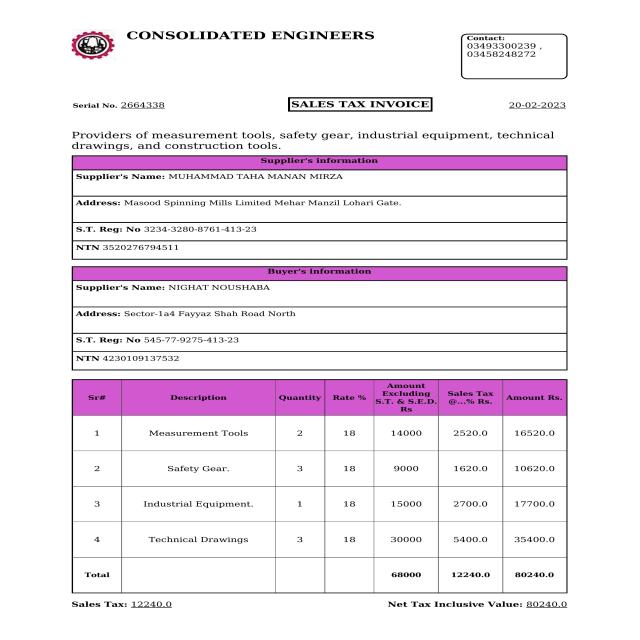 CONSOLIDATED ENGINEERS
Contact:
03493300239 ,
03458248272
Serial No. 2664338
SALES TAX INVOICE
20-02-2023
Providers of measurement tools, safety gear, industrial equipment, technical
drawings, and construction tools.
Supplier's information
Supplier's Name: MUHAMMAD TAHA MANAN MIRZA
Address: Masood Spinning Mills Limited Mehar Manzil Lohari Gate.
S.T. Reg: No 3234-3280-8761-413-23
NTN 3520276794511
Buyer's information
Supplier's Name: NIGHAT NOUSHABA
Address: Sector-1a4 Fayyaz Shah Road North
S.T. Reg: No 545-77-9275-413-23
NTN 4230109137532
Sr# Description Quantity Rate % Amount Excluding S.T. & S.E.D. Rs Sales Tax @...% Rs. Amount Rs.
1 Measurement Tools 2 18 14000 2520.0 16520.0
2 Safety Gear. 3 18 9000 1620.0 10620.0
3 Industrial Equipment. 1 18 15000 2700.0 17700.0
4 Technical Drawings 3 18 30000 5400.0 35400.0
Total 68000 12240.0 80240.0
Sales Tax: 12240.0 Net Tax Inclusive Value: 80240.0